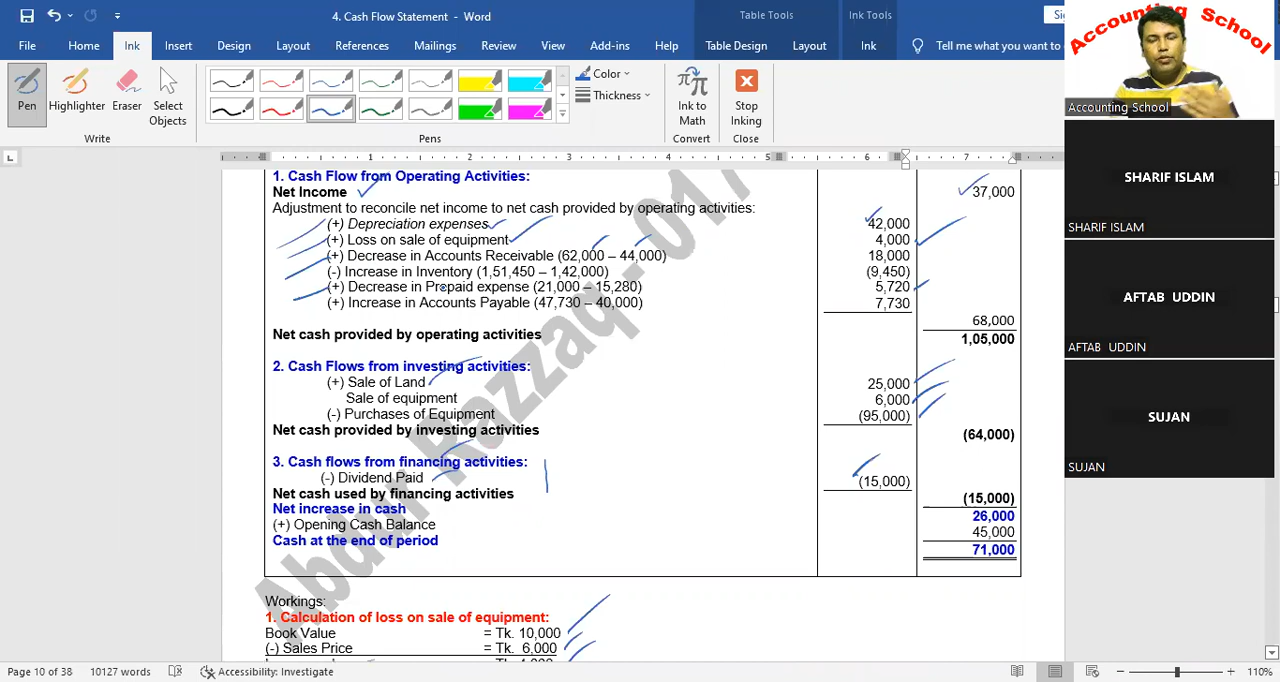 4. Cash Flow Statement - Word
Table Tools
Ink Tools
File Home Ink Insert Design Layout References Mailings Review View Add-ins Help Table Design Layout Ink Tell me what you want to
Pen
Highlighter
Eraser
Select Objects
Write
Pens
Color
Thickness
Ink to Math
Convert
Stop Inking
Close
Accounting School
Accounting School
SHARIF ISLAM
SHARIF ISLAM
AFTAB UDDIN
AFTAB UDDIN
SUJAN
SUJAN
1 2 3 4 5 6 7
1. Cash Flow from Operating Activities:
Net Income 37,000
Adjustment to reconcile net income to net cash provided by operating activities:
(+) Depreciation expenses 42,000
(+) Loss on sale of equipment 4,000
(+) Decrease in Accounts Receivable (62,000 – 44,000) 18,000
(-) Increase in Inventory (1,51,450 – 1,42,000) (9,450)
(+) Decrease in Prepaid expense (21,000 – 15,280) 5,720
(+) Increase in Accounts Payable (47,730 – 40,000) 7,730
68,000
Net cash provided by operating activities 1,05,000
2. Cash Flows from investing activities:
(+) Sale of Land 25,000
Sale of equipment 6,000
(-) Purchases of Equipment (95,000)
Net cash provided by investing activities (64,000)
3. Cash flows from financing activities:
(-) Dividend Paid (15,000)
Net cash used by financing activities (15,000)
Net increase in cash 26,000
(+) Opening Cash Balance 45,000
Cash at the end of period 71,000
Abdur Razzaq - 017
Workings:
1. Calculation of loss on sale of equipment:
Book Value = Tk. 10,000
(-) Sales Price = Tk. 6,000
Page 10 of 38 10127 words Accessibility: Investigate 110%